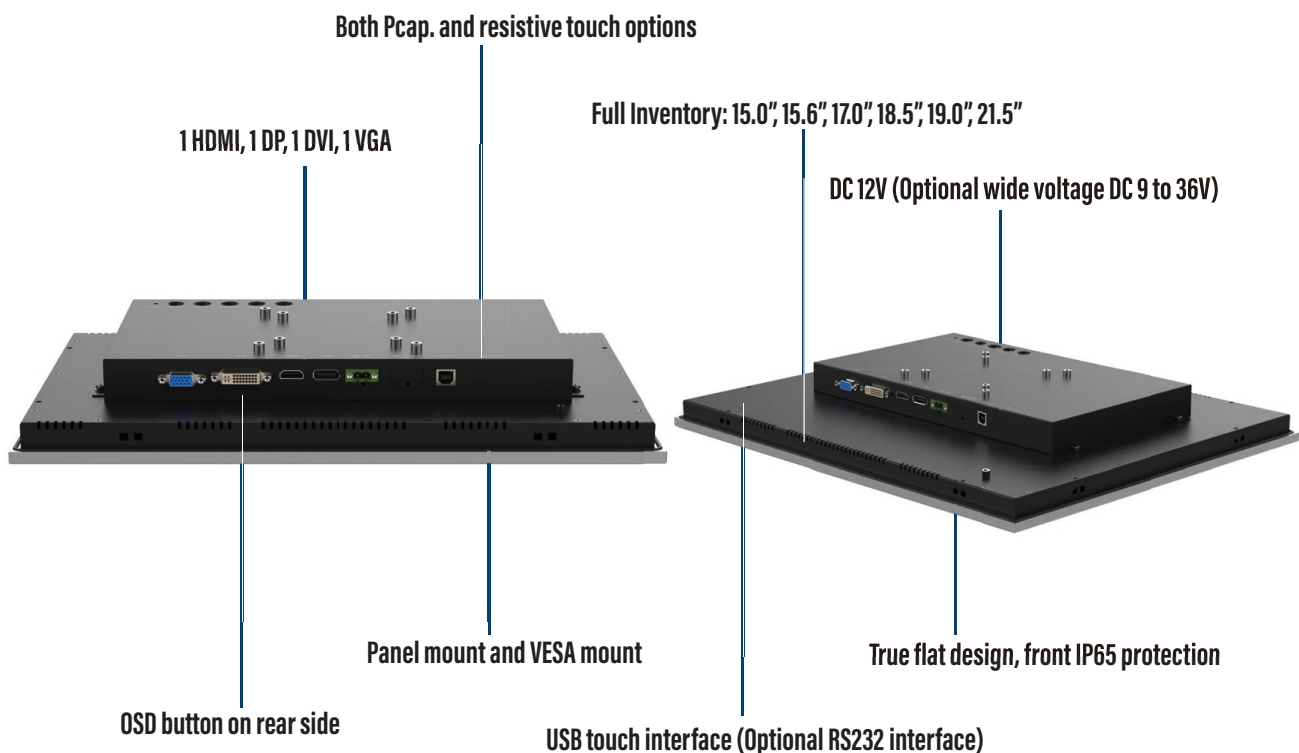 Both Pcap. and resistive touch options
Full Inventory: 15.0”, 15.6”, 17.0”, 18.5”, 19.0”, 21.5”
1 HDMI, 1 DP, 1 DVI, 1 VGA
DC 12V (Optional wide voltage DC 9 to 36V)
Panel mount and VESA mount
True flat design, front IP65 protection
OSD button on rear side
USB touch interface (Optional RS232 interface)